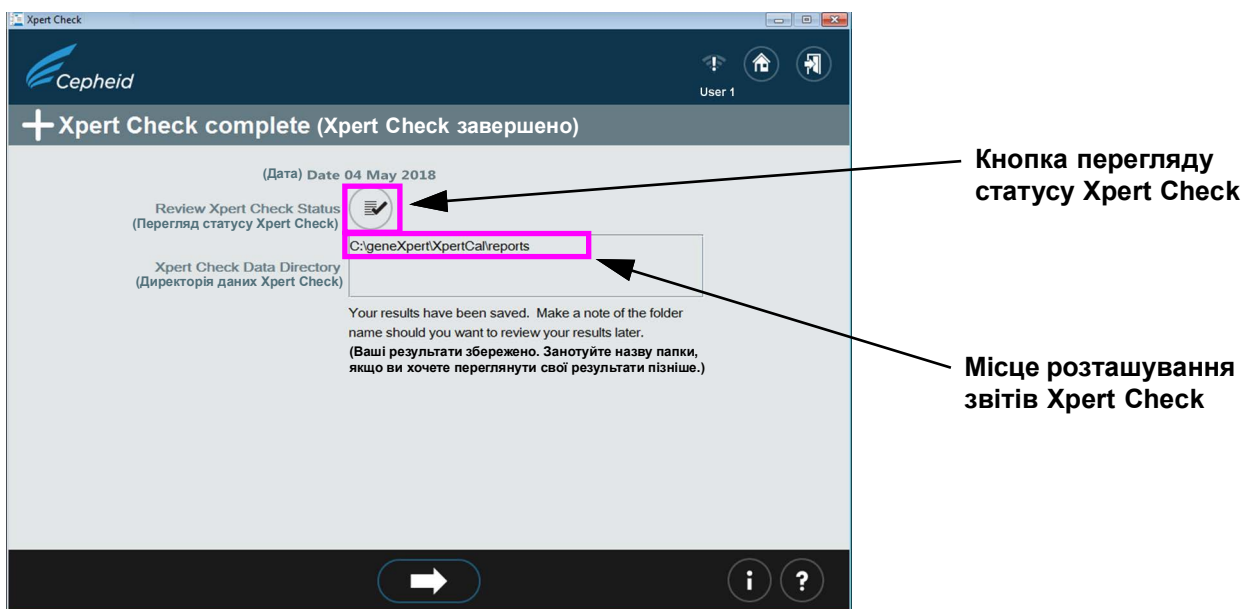 Xpert Check
Cepheid
User 1
Xpert Check complete (Xpert Check завершено)
(Дата) Date 04 May 2018
Review Xpert Check Status
(Перегляд статусу Xpert Check)
C:\geneXpert\XpertCal\reports
Xpert Check Data Directory
(Директорія даних Xpert Check)
Your results have been saved. Make a note of the folder
name should you want to review your results later.
(Ваші результати збережено. Занотуйте назву папки,
якщо ви хочете переглянути свої результати пізніше.)
i ?
Кнопка перегляду
статусу Xpert Check
Місце розташування
звітів Xpert Check